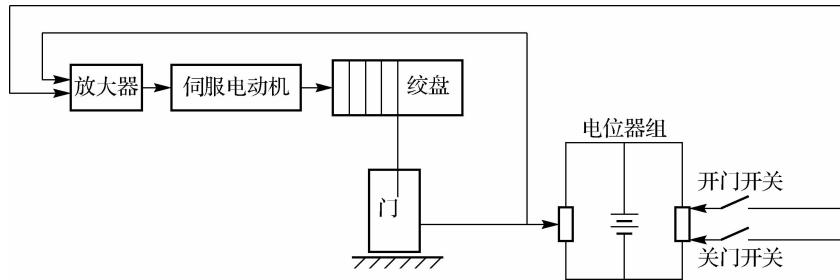 放大器
伺服电动机
绞盘
电位器组
门
开门开关
关门开关